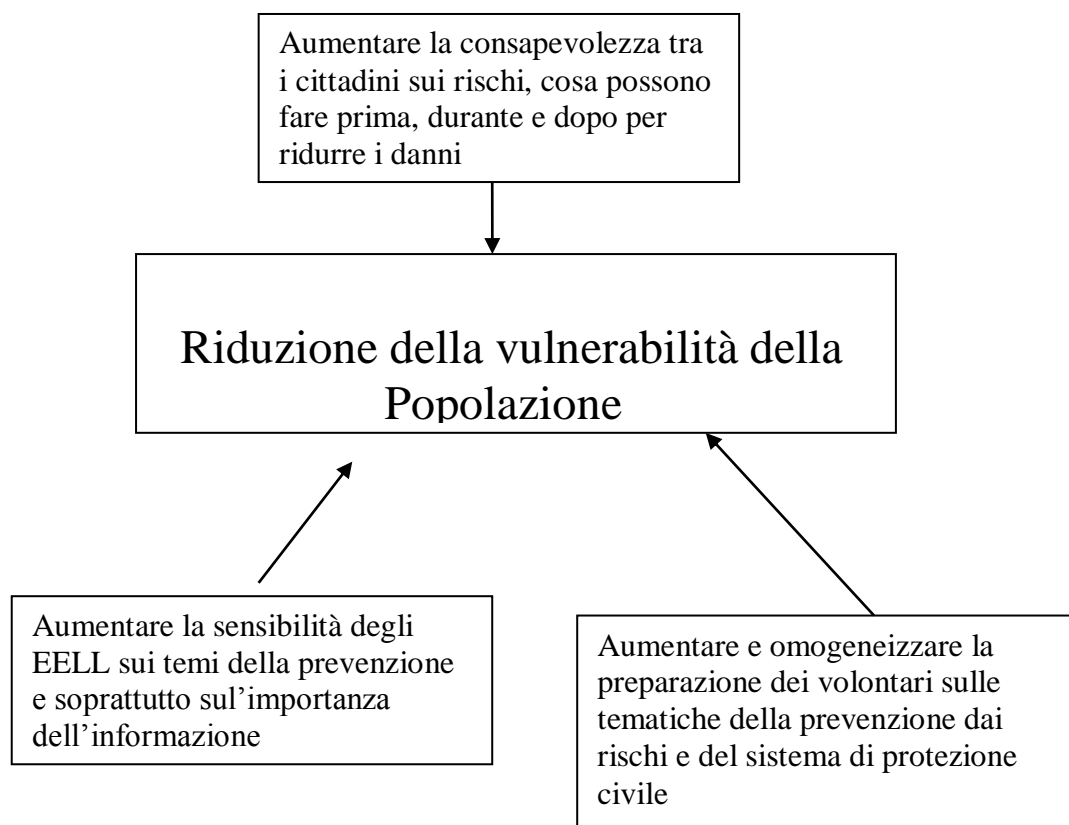 Aumentare la consapevolezza tra
i cittadini sui rischi, cosa possono
fare prima, durante e dopo per
ridurre i danni
Riduzione della vulnerabilità della
Popolazione
Aumentare la sensibilità degli
EELL sui temi della prevenzione
e soprattutto sull’importanza
dell’informazione
Aumentare e omogeneizzare la
preparazione dei volontari sulle
tematiche della prevenzione dai
rischi e del sistema di protezione
civile